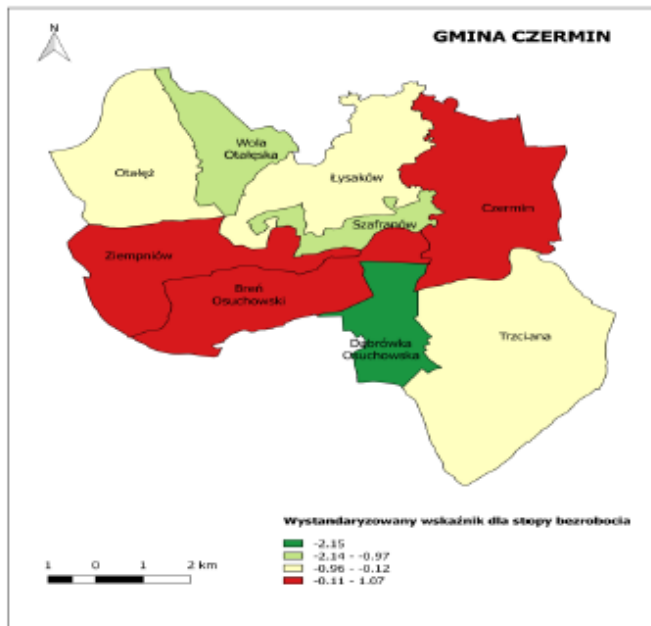 N
GMINA CZERMIN
Wola
Otałęska
Otałęż
Łysaków
Czermin
Szafranów
Ziempniów
Breń
Osuchowski
Trzciana
Dąbrówka
Osuchowska
Wystandaryzowany wskaźnik dla stopy bezrobocia
-2.15
-2.14 - -0.97
-0.96 - -0.12
-0.11 - 1.07
1 0 1 2 km